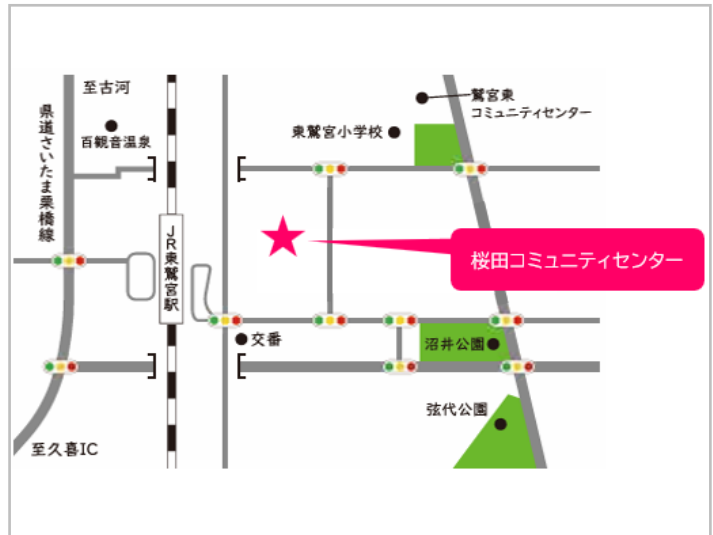 至古河
鷲宮東
コミュニティセンター
県道さいたま栗橋線
百観音温泉
東鷲宮小学校
JR東鷲宮駅
桜田コミュニティセンター
交番
沼井公園
弦代公園
至久喜IC